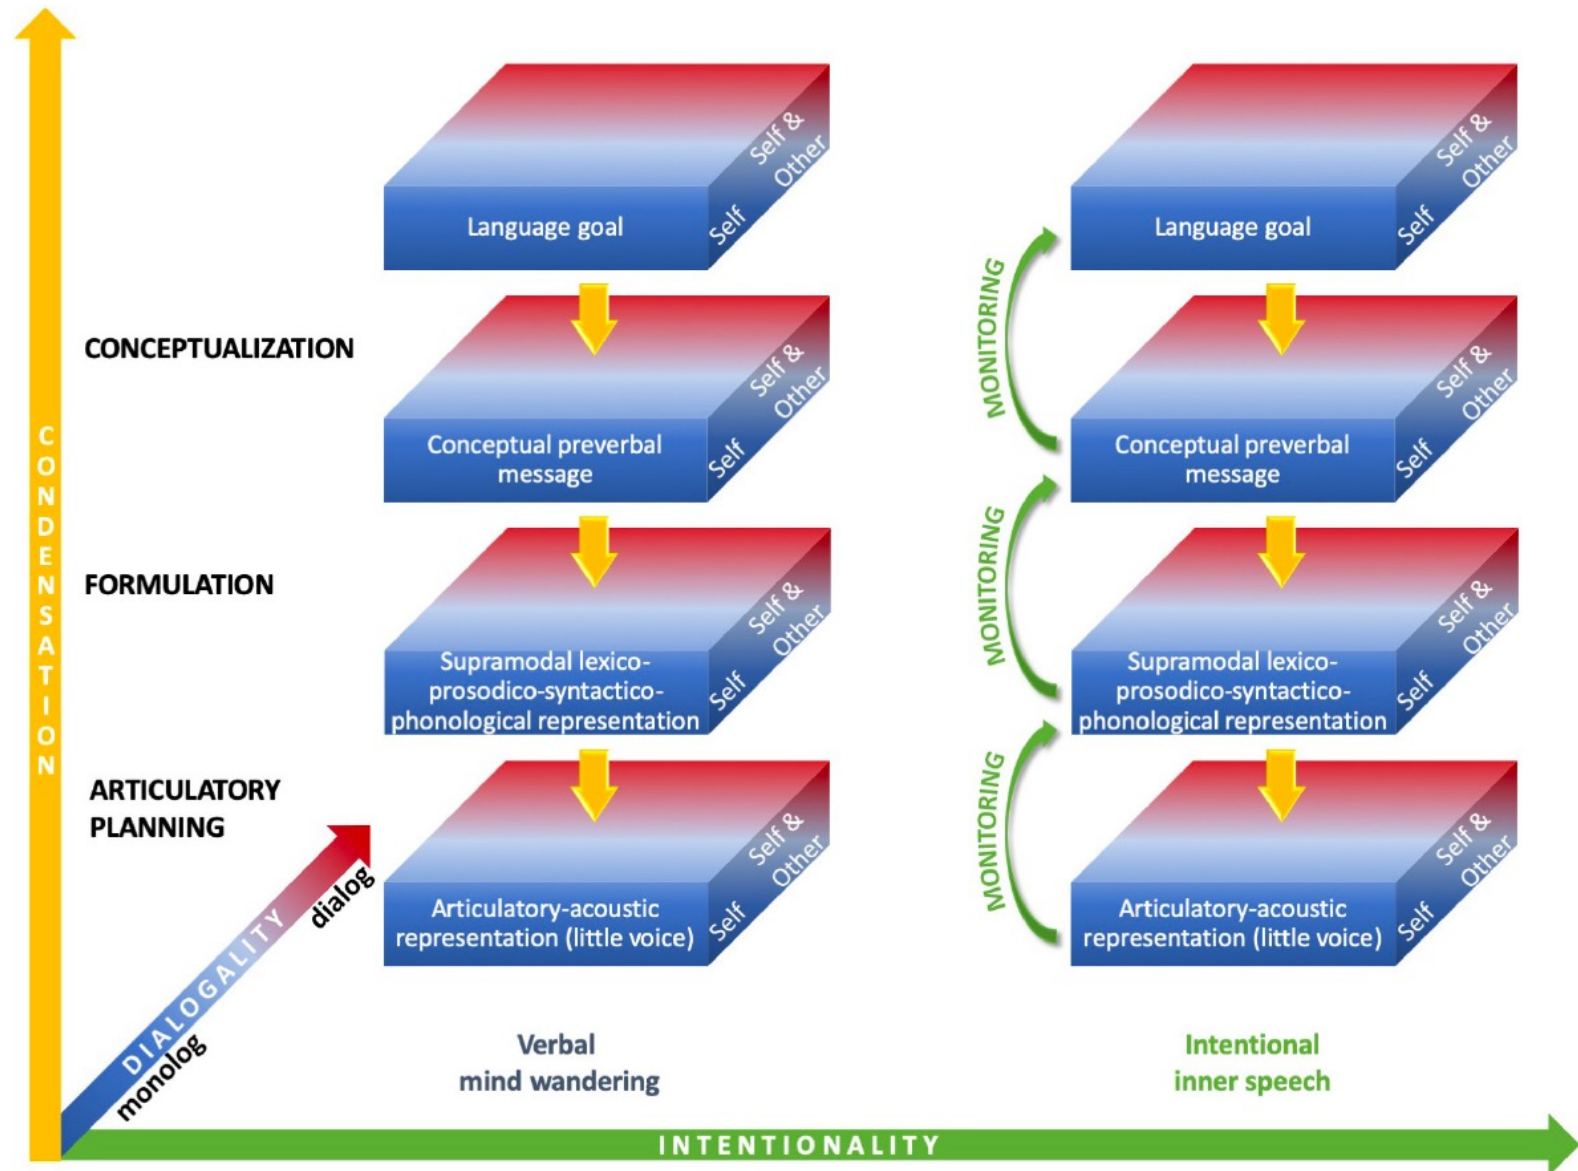 CONDENSATION
CONCEPTUALIZATION
FORMULATION
ARTICULATORY
PLANNING
DIALOGALITY
monolog
dialog
Language goal
Self
Self &
Other
Conceptual preverbal
message
Self
Self &
Other
Supramodal lexico-
prosodico-syntactico-
phonological representation
Self
Self &
Other
Articulatory-acoustic
representation (little voice)
Self
Self &
Other
Verbal
mind wandering
MONITORING
MONITORING
MONITORING
Language goal
Self
Self &
Other
Conceptual preverbal
message
Self
Self &
Other
Supramodal lexico-
prosodico-syntactico-
phonological representation
Self
Self &
Other
Articulatory-acoustic
representation (little voice)
Self
Self &
Other
Intentional
inner speech
INTENTIONALITY